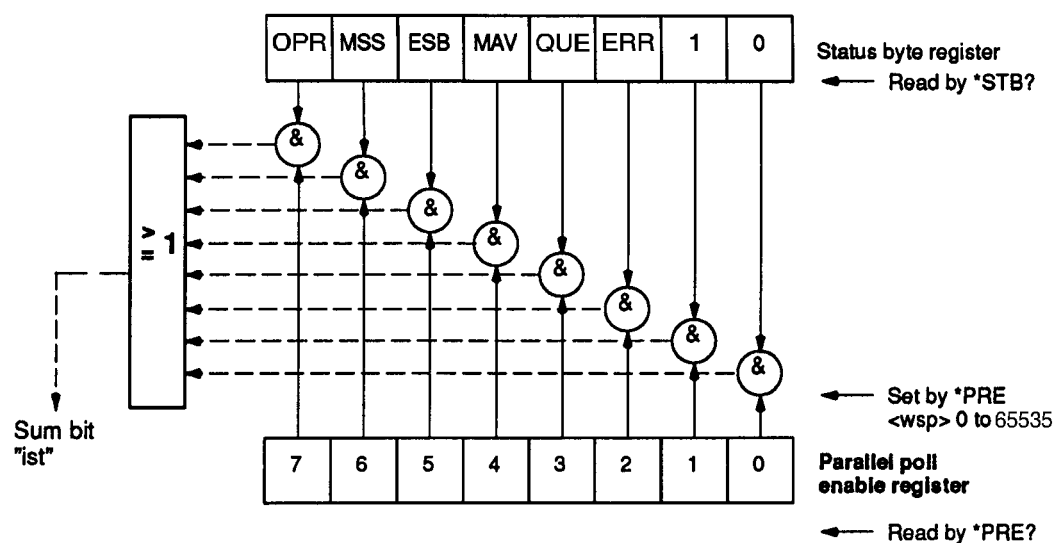 OPR MSS ESB MAV QUE ERR 1 0
Status byte register
Read by *STB?
&
&
&
&
&
&
&
&
≥ 1
Sum bit
"ist"
Set by *PRE
<wsp> 0 to 65535
7 6 5 4 3 2 1 0
Parallel poll
enable register
Read by *PRE?